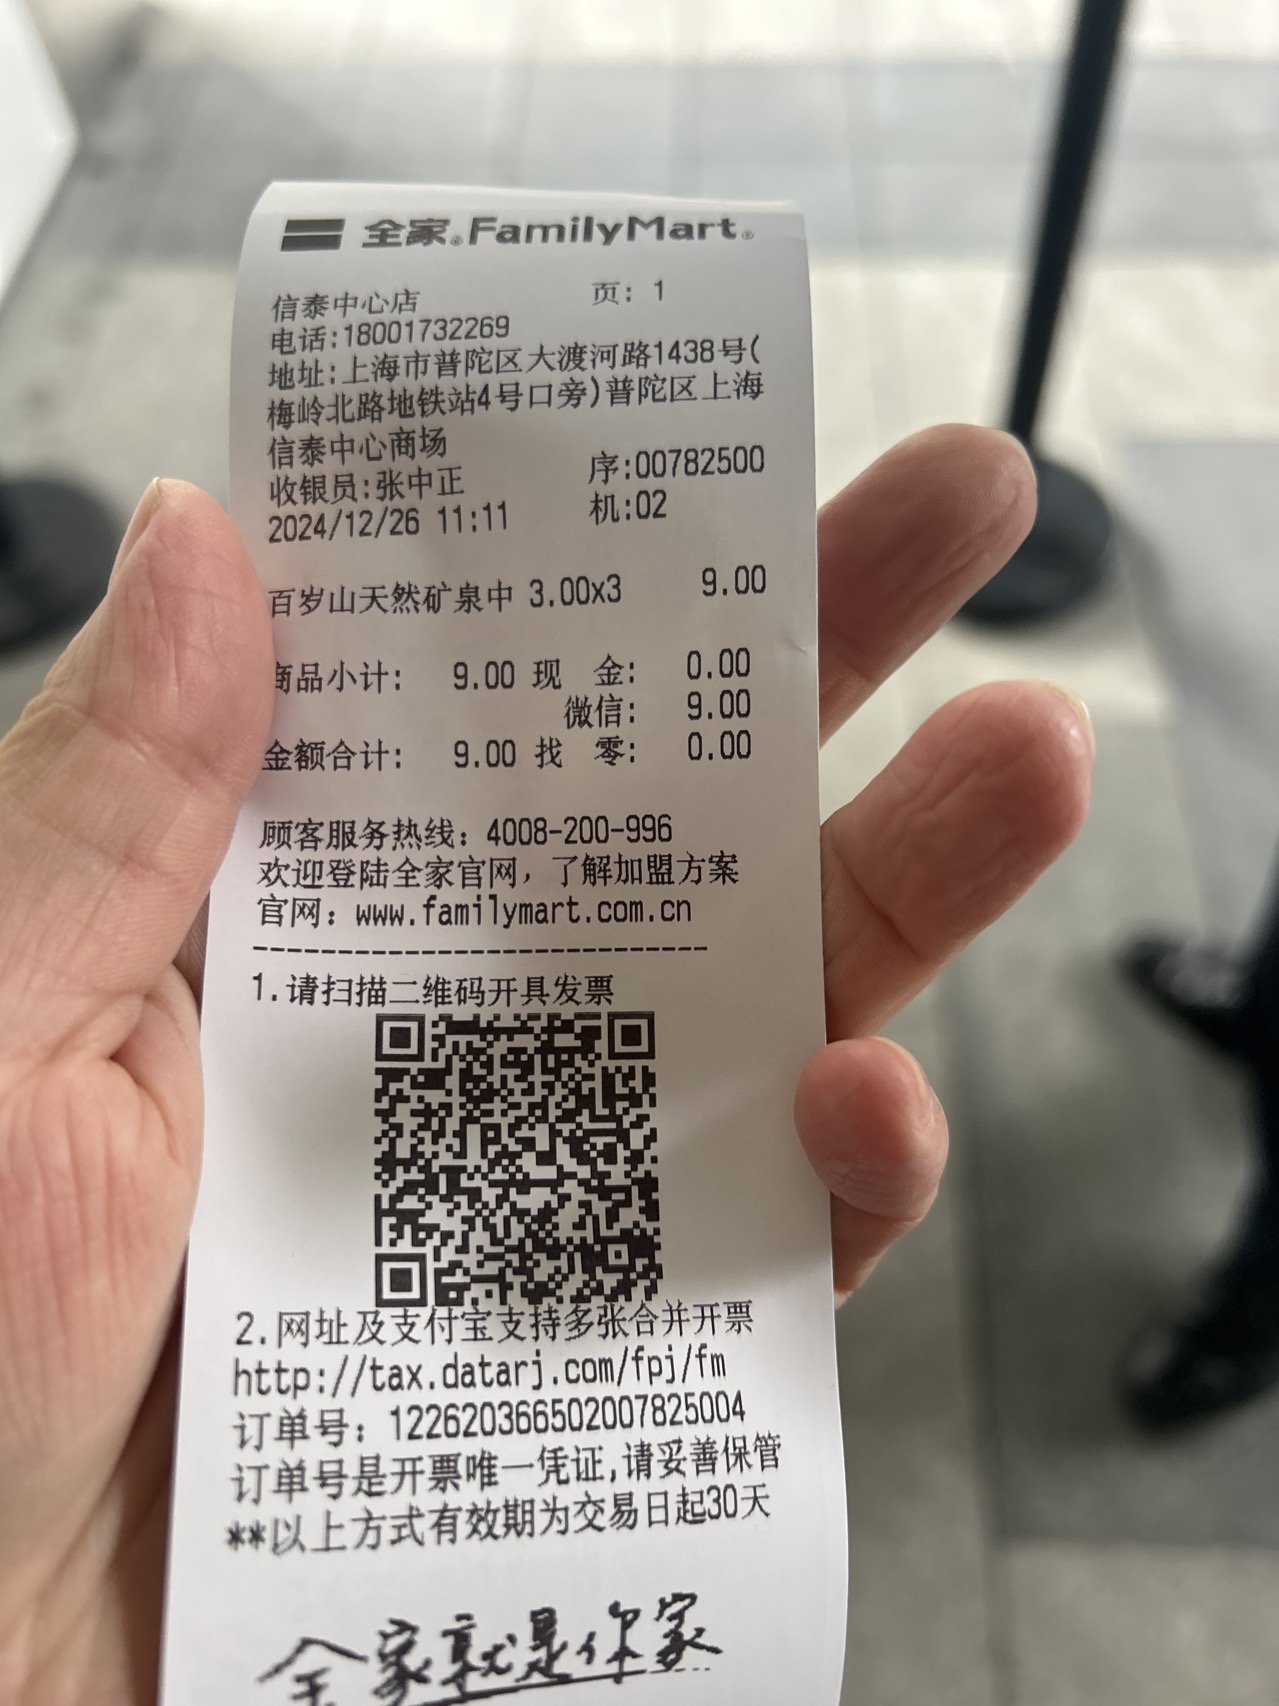 全家®FamilyMart®
信泰中心店 页: 1
电话:18001732269
地址:上海市普陀区大渡河路1438号(
梅岭北路地铁站4号口旁)普陀区上海
信泰中心商场
收银员:张中正 序:00782500
2024/12/26 11:11 机:02
百岁山天然矿泉中 3.00x3 9.00
商品小计: 9.00 现 金: 0.00
微信: 9.00
金额合计: 9.00 找 零: 0.00
顾客服务热线: 4008-200-996
欢迎登陆全家官网，了解加盟方案
官网: www.familymart.com.cn
1.请扫描二维码开具发票
2.网址及支付宝支持多张合并开票
http://tax.datarj.com/fpj/fm
订单号: 122620366502007825004
订单号是开票唯一凭证,请妥善保管
**以上方式有效期为交易日起30天
全家就是你家